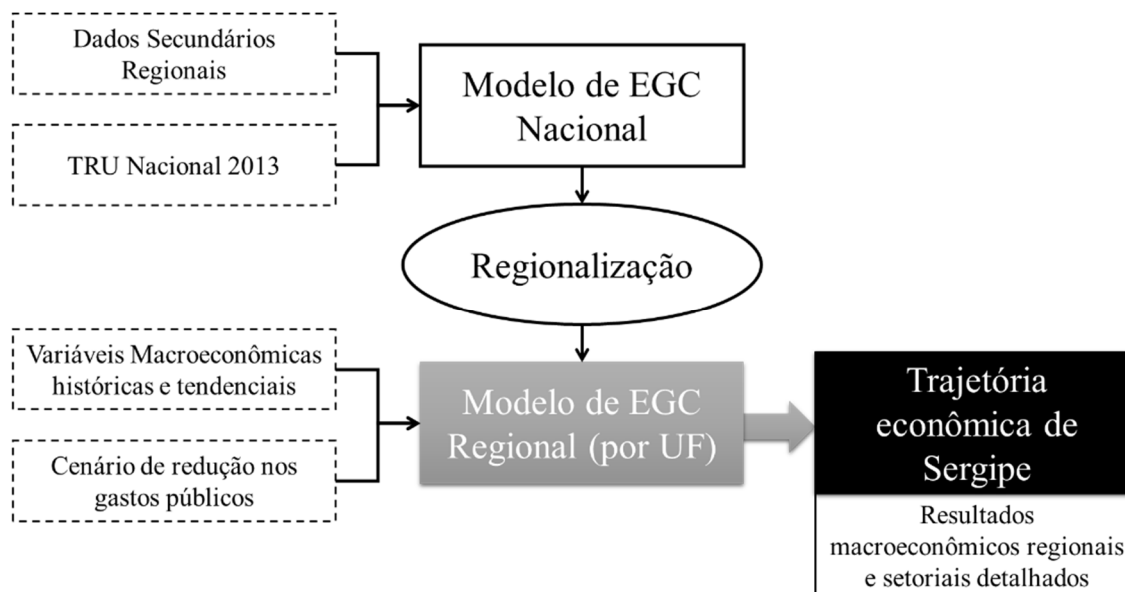 Dados Secundários
Regionais
TRU Nacional 2013
Modelo de EGC
Nacional
Regionalização
Variáveis Macroeconômicas
históricas e tendenciais
Cenário de redução nos
gastos públicos
Modelo de EGC
Regional (por UF)
Trajetória
econômica de
Sergipe
Resultados
macroeconômicos regionais
e setoriais detalhados